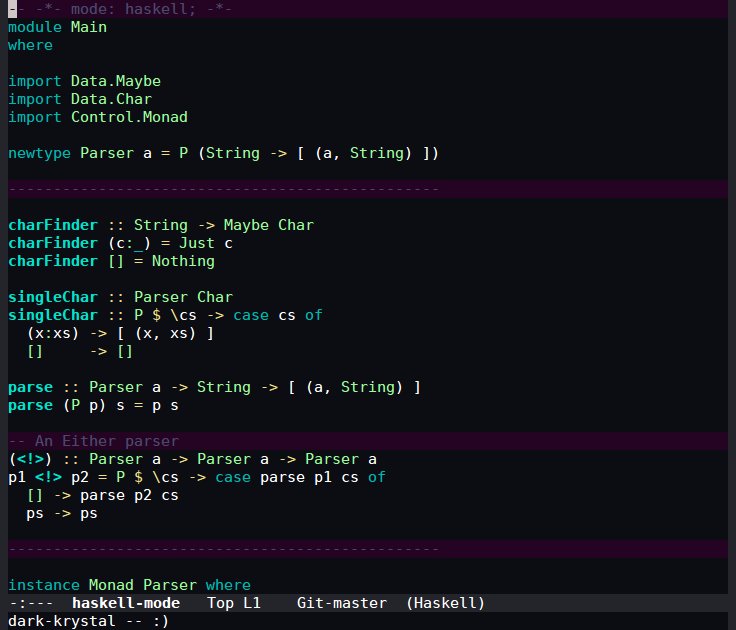 -- -*- mode: haskell; -*-
module Main
where

import Data.Maybe
import Data.Char
import Control.Monad

newtype Parser a = P (String -> [ (a, String) ])

------------------------------------------------

charFinder :: String -> Maybe Char
charFinder (c:_) = Just c
charFinder [] = Nothing

singleChar :: Parser Char
singleChar :: P $ \cs -> case cs of
  (x:xs) -> [ (x, xs) ]
  []     -> []

parse :: Parser a -> String -> [ (a, String) ]
parse (P p) s = p s

-- An Either parser
(<!>) :: Parser a -> Parser a -> Parser a
p1 <!> p2 = P $ \cs -> case parse p1 cs of
  [] -> parse p2 cs
  ps -> ps

------------------------------------------------

instance Monad Parser where
-:---  haskell-mode   Top L1    Git-master  (Haskell)
dark-krystal -- :)